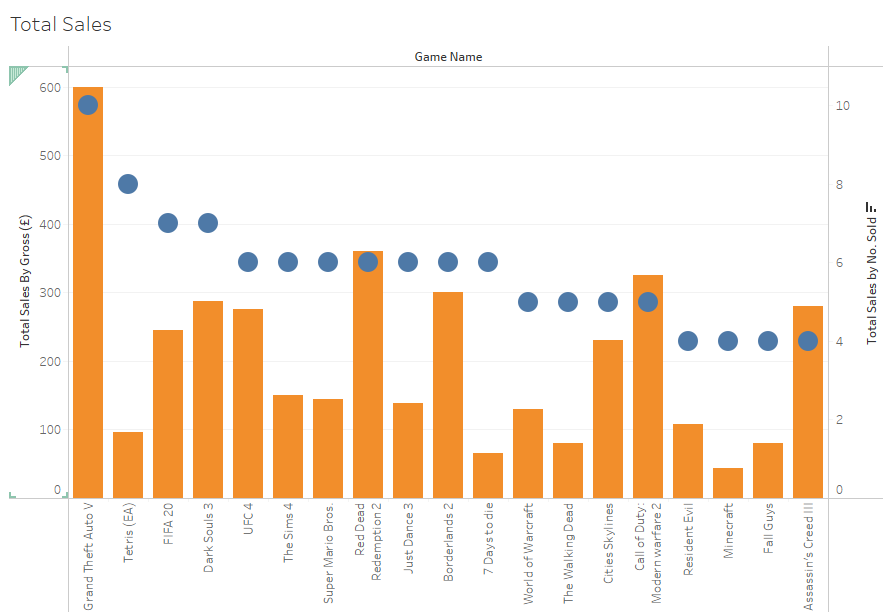 Total Sales
Game Name
600
500
400
300
200
100
0
Total Sales By Gross (£)
10
8
6
4
2
0
Total Sales by No. Sold
Grand Theft Auto V
Tetris (EA)
FIFA 20
Dark Souls 3
UFC 4
The Sims 4
Super Mario Bros.
Red Dead
Redemption 2
Just Dance 3
Borderlands 2
7 Days to die
World of Warcraft
The Walking Dead
Cities Skylines
Call of Duty:
Modern warfare 2
Resident Evil
Minecraft
Fall Guys
Assassin's Creed III